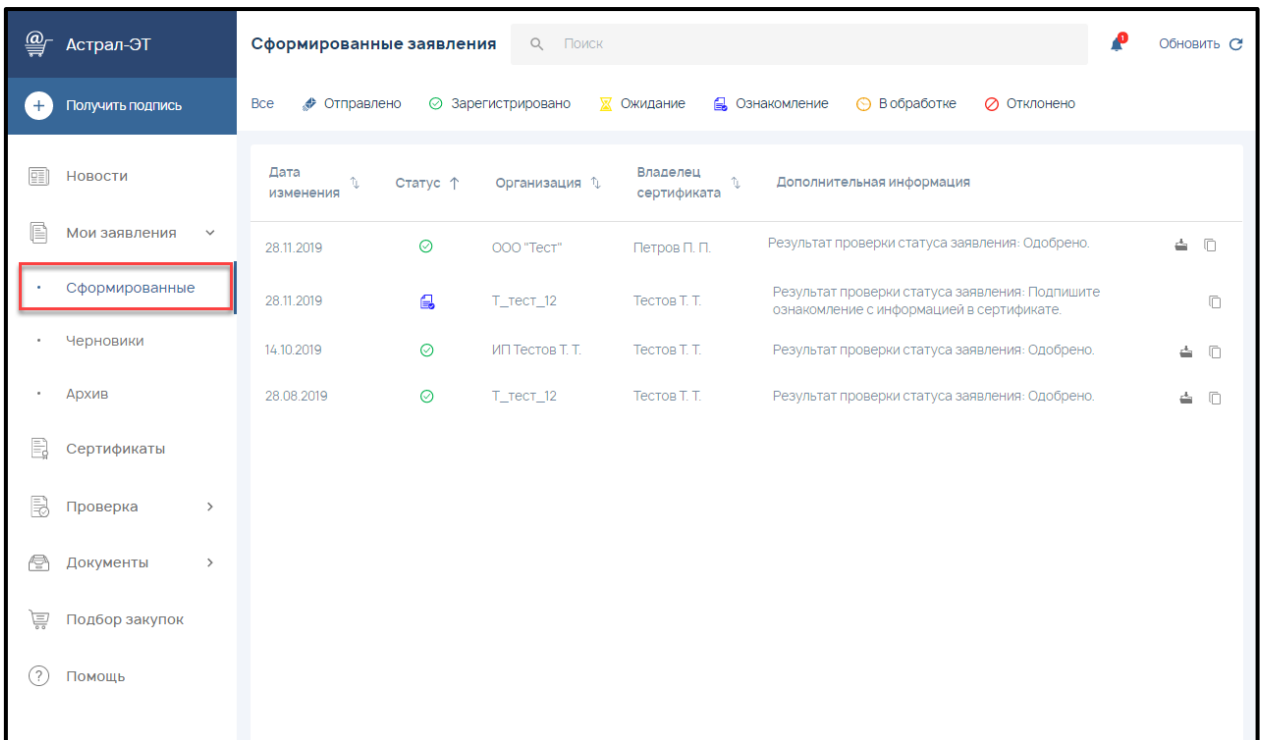 Астрал-ЭТ
Сформированные заявления
Поиск
1
Обновить
Получить подпись
Все
Отправлено
Зарегистрировано
Ожидание
Ознакомление
В обработке
Отклонено
Новости
Мои заявления
Сформированные
Черновики
Архив
Сертификаты
Проверка
Документы
Подбор закупок
Помощь
Дата
изменения
Статус
Организация
Владелец
сертификата
Дополнительная информация
28.11.2019
ООО "Тест"
Петров П. П.
Результат проверки статуса заявления: Одобрено.
28.11.2019
Т_тест_12
Тестов Т. Т.
Результат проверки статуса заявления: Подпишите
ознакомление с информацией в сертификате.
14.10.2019
ИП Тестов Т. Т.
Тестов Т. Т.
Результат проверки статуса заявления: Одобрено.
28.08.2019
Т_тест_12
Тестов Т. Т.
Результат проверки статуса заявления: Одобрено.